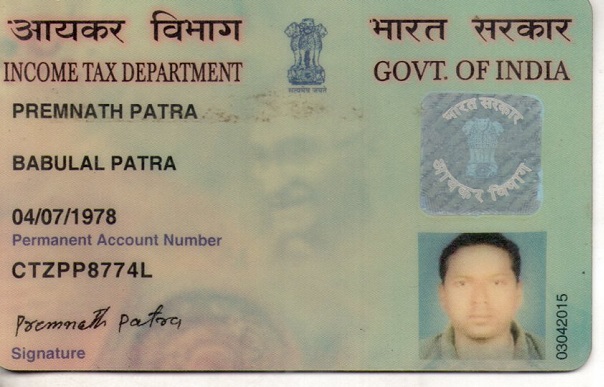 आयकर विभाग
INCOME TAX DEPARTMENT
भारत सरकार
GOVT. OF INDIA
सत्यमेव जयते
PREMNATH PATRA
BABULAL PATRA
04/07/1978
Permanent Account Number
CTZPP8774L
Premnath Patra
Signature
भारत सरकार
आयकर विभाग
03042015